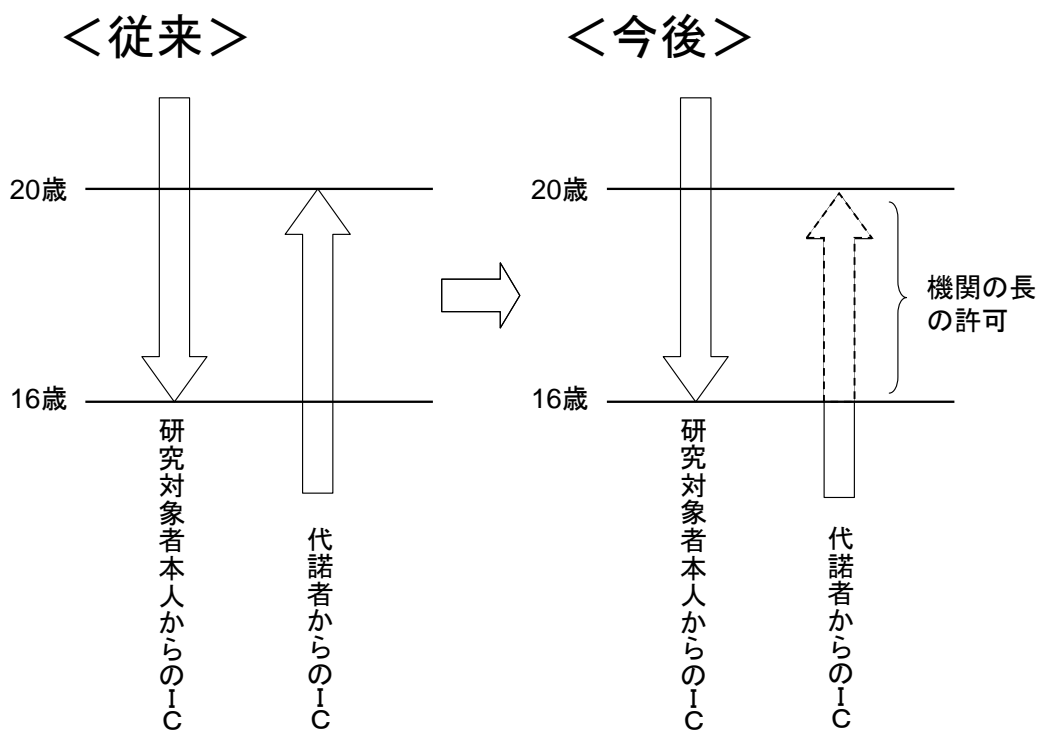 <従来>
20歳
16歳
研究対象者本人からのIC
代諾者からのIC
<今後>
20歳
16歳
機関の長
の許可
研究対象者本人からのIC
代諾者からのIC